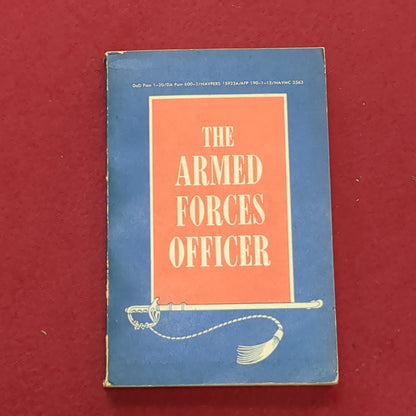 DoD Pam 1-20/DA Pam 600-2/NAVPERS 15923A/AFP 190-1-12/NAVMC 2563
THE
ARMED
FORCES
OFFICER